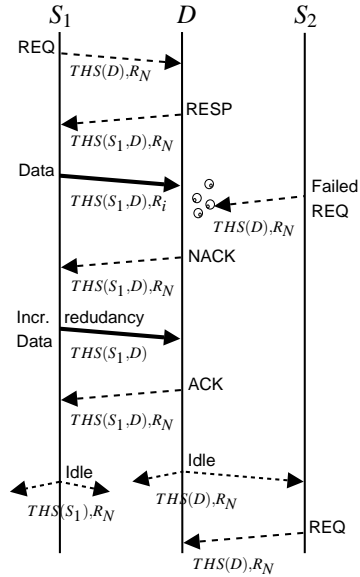 S1 D S2
REQ
THS(D),RN
RESP
THS(S1,D),RN
Data
THS(S1,D),Ri
Failed
REQ
THS(D),RN
NACK
THS(S1,D),RN
Incr. redudancy
Data
THS(S1,D)
ACK
THS(S1,D),RN
Idle
THS(S1),RN
Idle
THS(D),RN
REQ
THS(D),RN